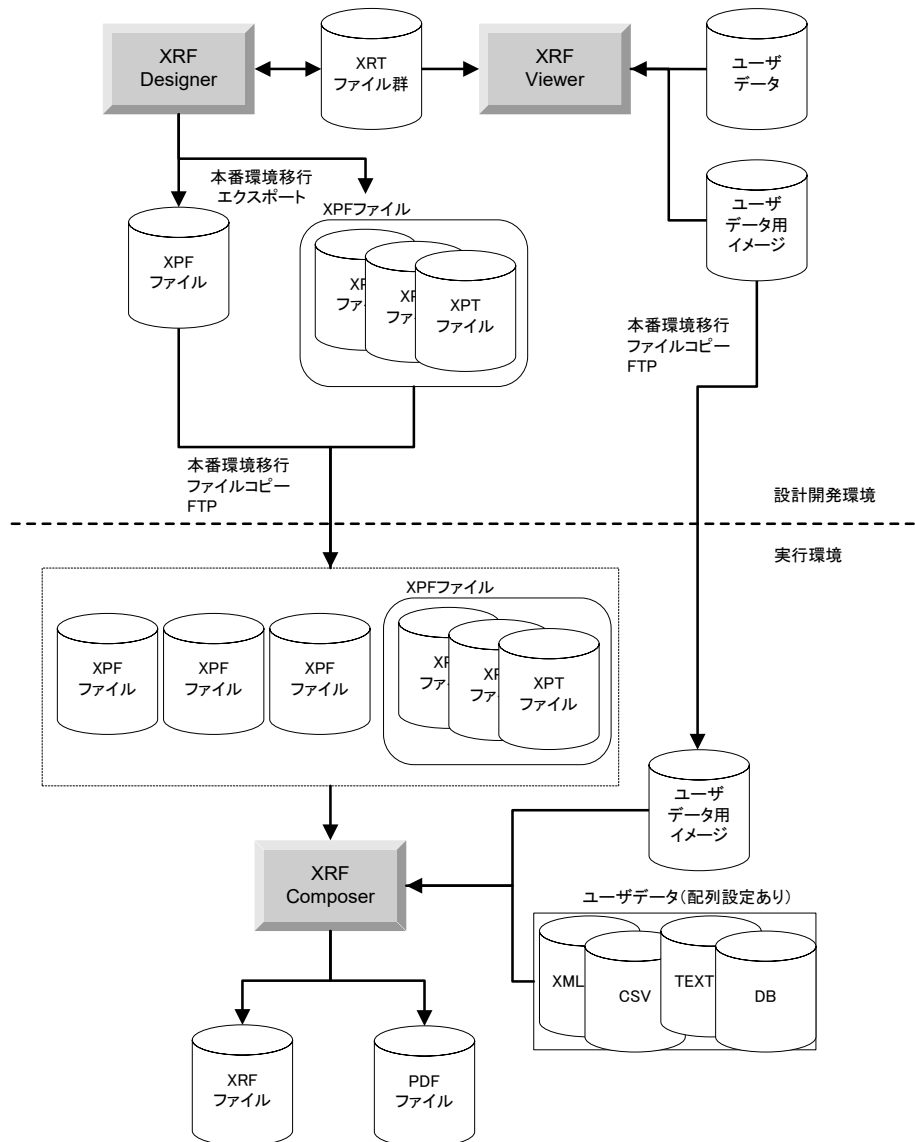 XRF
Designer
XRT
ファイル群
XRF
Viewer
ユーザ
データ
本番環境移行
エクスポート
XPFファイル
XPF
ファイル
XPT
ファイル
ユーザ
データ用
イメージ
本番環境移行
ファイルコピー
FTP
本番環境移行
ファイルコピー
FTP
設計開発環境
実行環境
XPFファイル
XPF
ファイル
XPF
ファイル
XPF
ファイル
XPT
ファイル
ユーザ
データ用
イメージ
XRF
Composer
ユーザデータ(配列設定あり)
XML
CSV
TEXT
DB
XRF
ファイル
PDF
ファイル